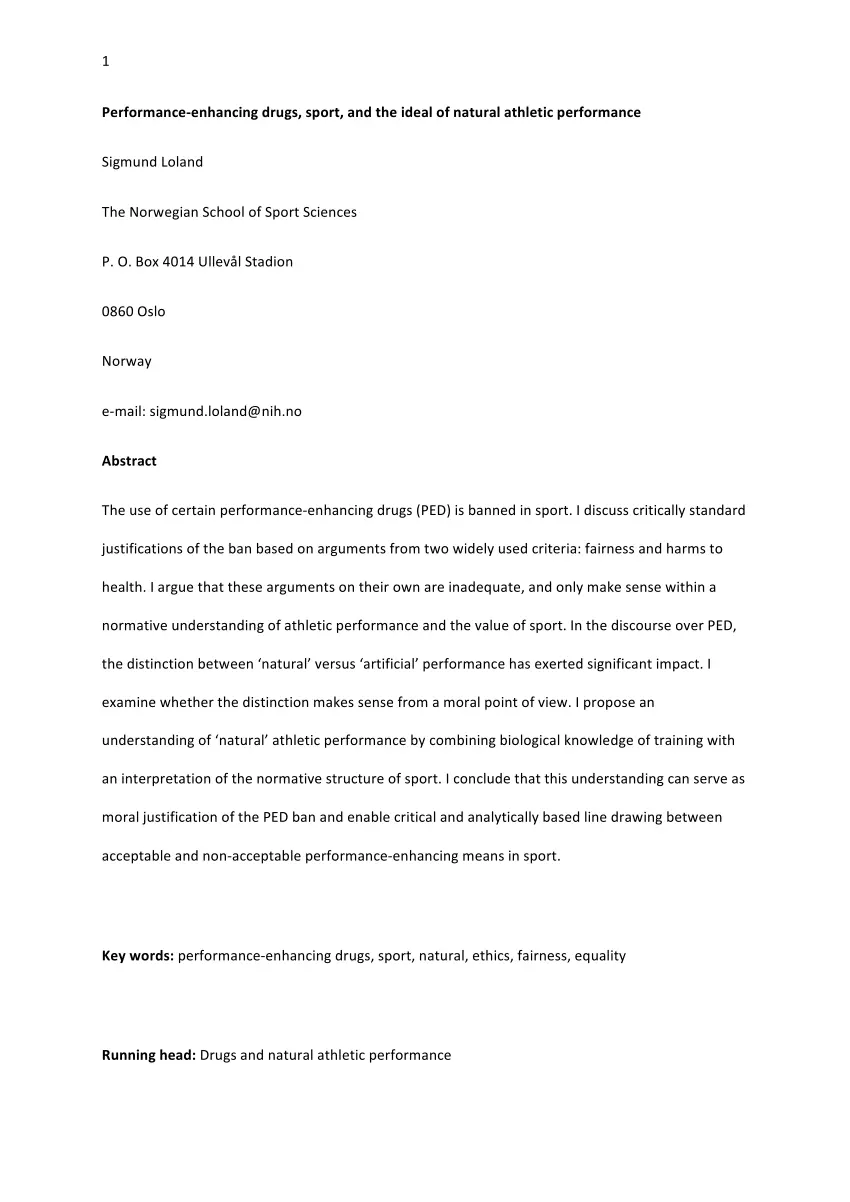 1
Performance-enhancing drugs, sport, and the ideal of natural athletic performance
Sigmund Loland
The Norwegian School of Sport Sciences
P. O. Box 4014 Ullevål Stadion
0860 Oslo
Norway
e-mail: sigmund.loland@nih.no
Abstract
The use of certain performance-enhancing drugs (PED) is banned in sport. I discuss critically standard
justifications of the ban based on arguments from two widely used criteria: fairness and harms to
health. I argue that these arguments on their own are inadequate, and only make sense within a
normative understanding of athletic performance and the value of sport. In the discourse over PED,
the distinction between ‘natural’ versus ‘artificial’ performance has exerted significant impact. I
examine whether the distinction makes sense from a moral point of view. I propose an
understanding of ‘natural’ athletic performance by combining biological knowledge of training with
an interpretation of the normative structure of sport. I conclude that this understanding can serve as
moral justification of the PED ban and enable critical and analytically based line drawing between
acceptable and non-acceptable performance-enhancing means in sport.
Key words: performance-enhancing drugs, sport, natural, ethics, fairness, equality
Running head: Drugs and natural athletic performance